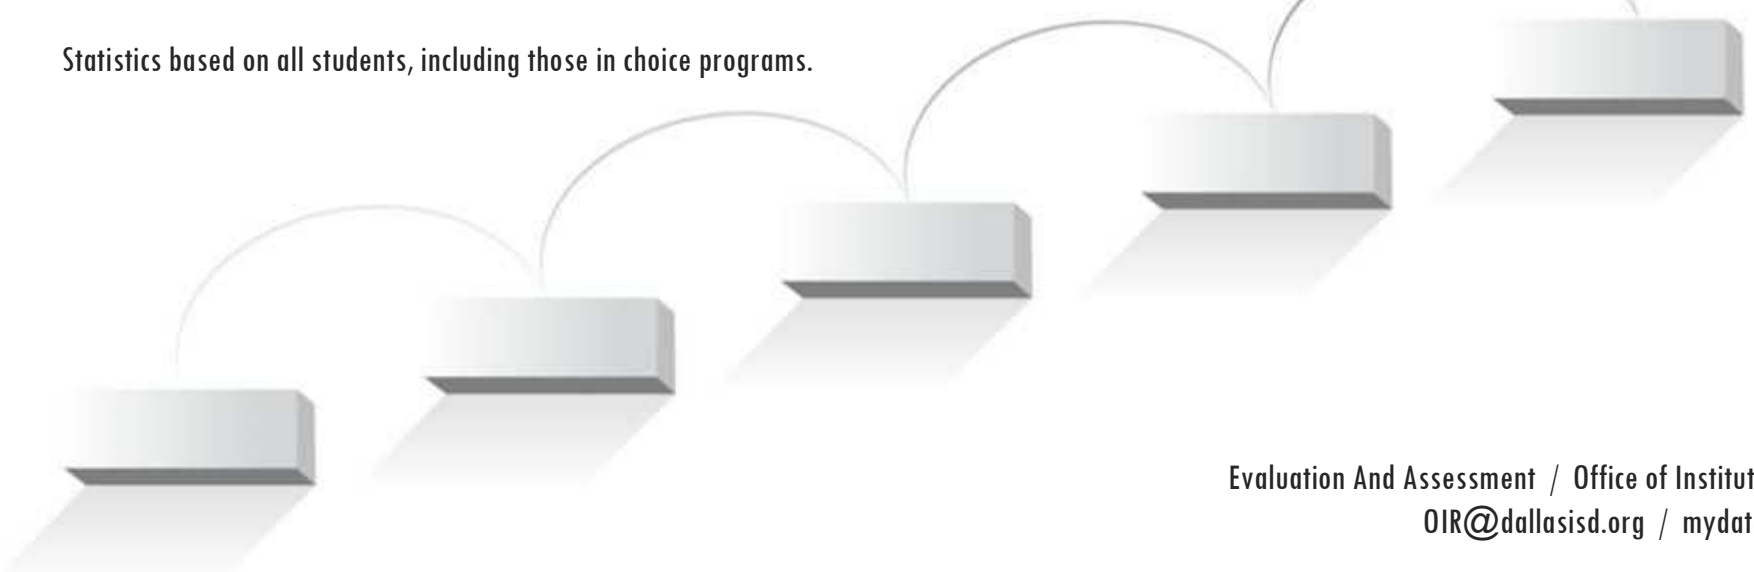 Statistics based on all students, including those in choice programs.
Evaluation And Assessment / Office of Institut
OIR@dallasisd.org / mydat